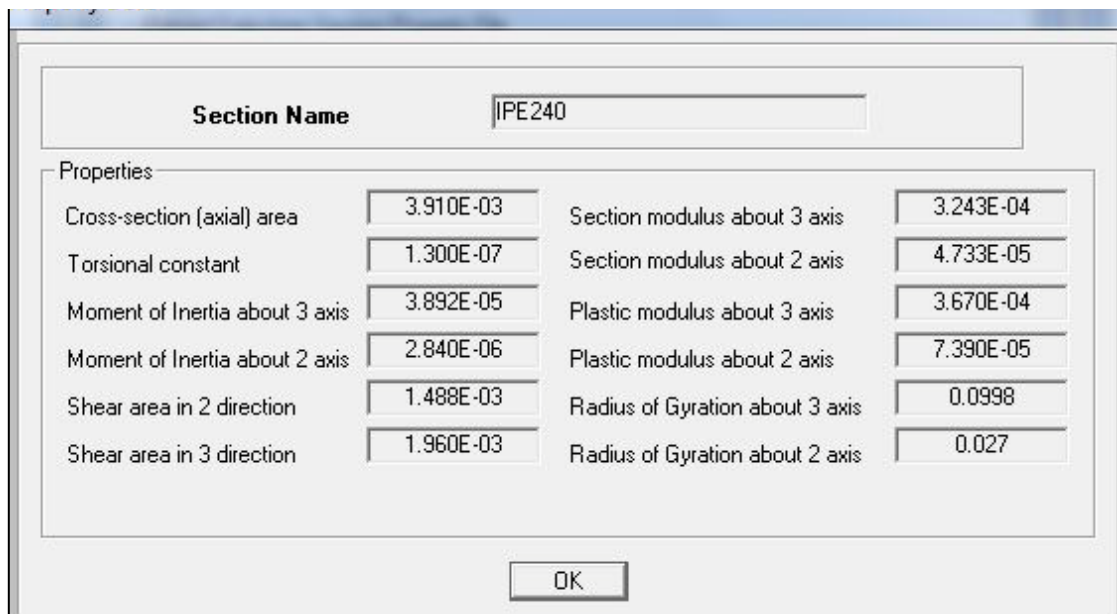 Section Name IPE240
Properties
Cross-section (axial) area 3.910E-03 Section modulus about 3 axis 3.243E-04
Torsional constant 1.300E-07 Section modulus about 2 axis 4.733E-05
Moment of Inertia about 3 axis 3.892E-05 Plastic modulus about 3 axis 3.670E-04
Moment of Inertia about 2 axis 2.840E-06 Plastic modulus about 2 axis 7.390E-05
Shear area in 2 direction 1.488E-03 Radius of Gyration about 3 axis 0.0998
Shear area in 3 direction 1.960E-03 Radius of Gyration about 2 axis 0.027
OK